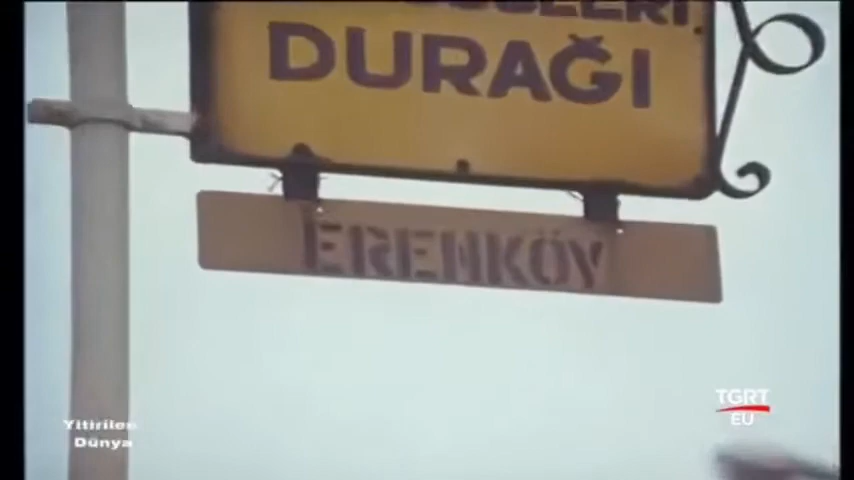 DURAĞI
ERENKÖY
TGRT
EU
Yitirilen
Dünya